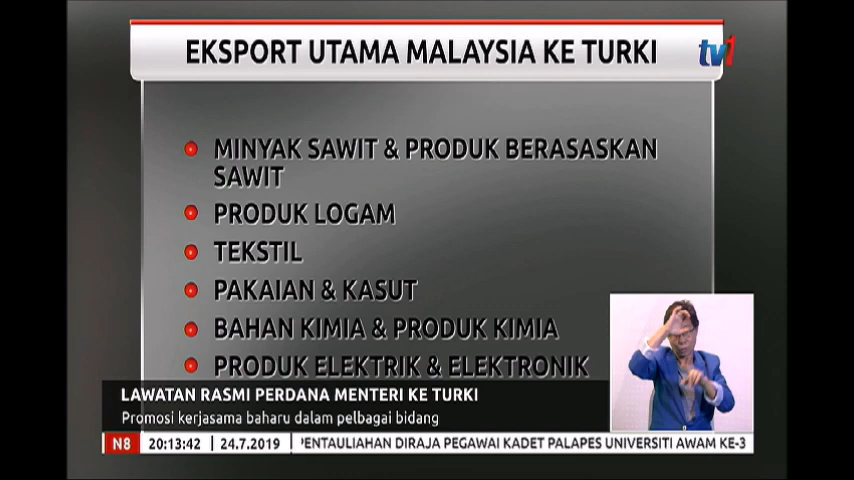 EKSPORT UTAMA MALAYSIA KE TURKI
tv1
MINYAK SAWIT & PRODUK BERASASKAN
SAWIT
PRODUK LOGAM
TEKSTIL
PAKAIAN & KASUT
BAHAN KIMIA & PRODUK KIMIA
PRODUK ELEKTRIK & ELEKTRONIK
LAWATAN RASMI PERDANA MENTERI KE TURKI
Promosi kerjasama baharu dalam pelbagai bidang
N8 20:13:42 24.7.2019 PENTAULIAHAN DIRAJA PEGAWAI KADET PALAPES UNIVERSITI AWAM KE-3